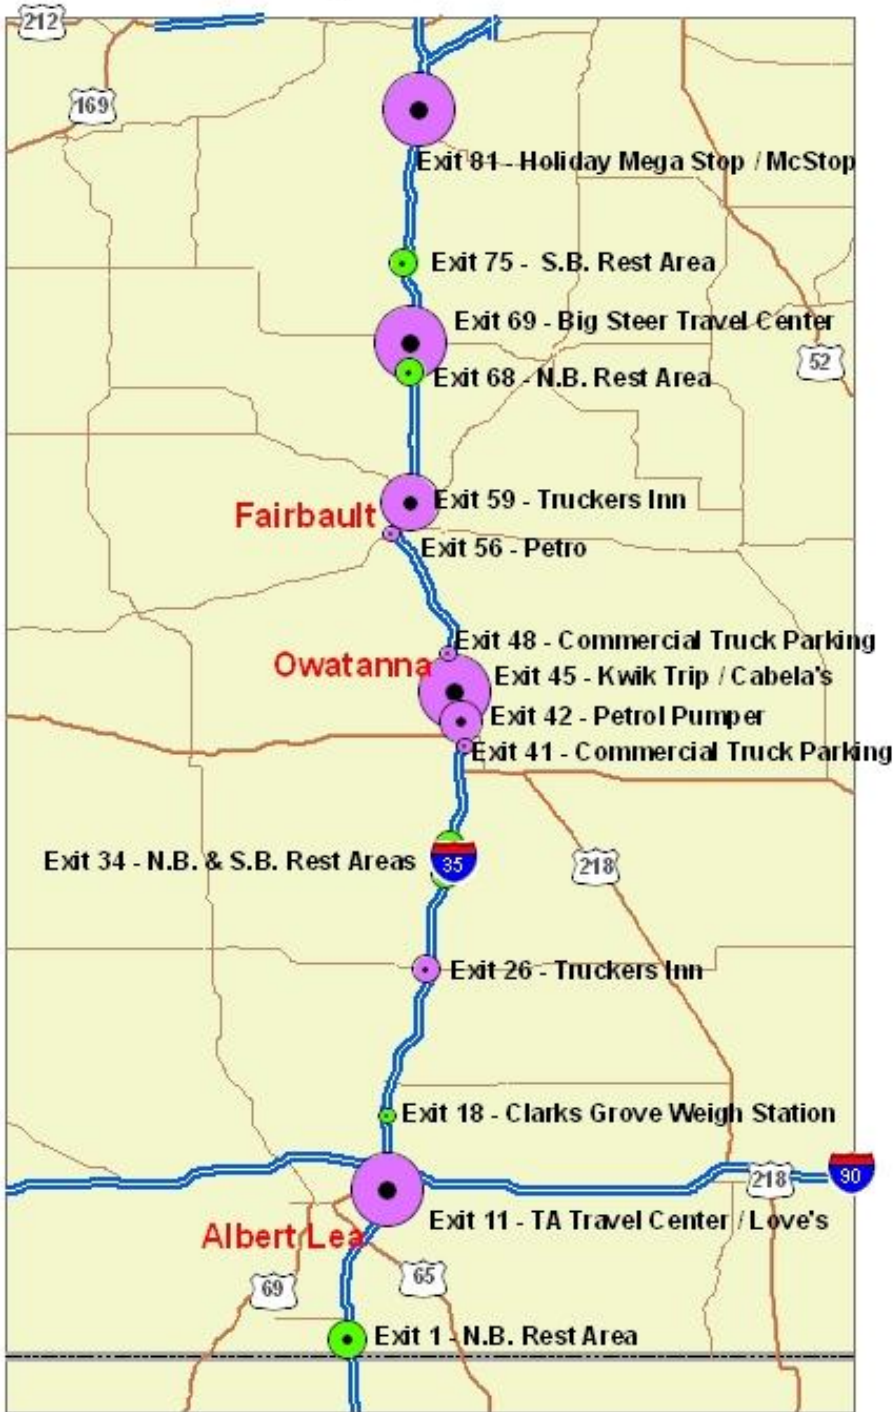 212
169
Exit 81 - Holiday Mega Stop / McStop
Exit 75 - S.B. Rest Area
Exit 69 - Big Steer Travel Center
52
Exit 68 - N.B. Rest Area
Exit 59 - Truckers Inn
Fairbault
Exit 56 - Petro
Exit 48 - Commercial Truck Parking
Owatanna
Exit 45 - Kwik Trip / Cabela's
Exit 42 - Petrol Pumper
Exit 41 - Commercial Truck Parking
Exit 34 - N.B. & S.B. Rest Areas
35
218
Exit 26 - Truckers Inn
Exit 18 - Clarks Grove Weigh Station
218
90
Exit 11 - TA Travel Center / Love's
Albert Lea
69
65
Exit 1 - N.B. Rest Area